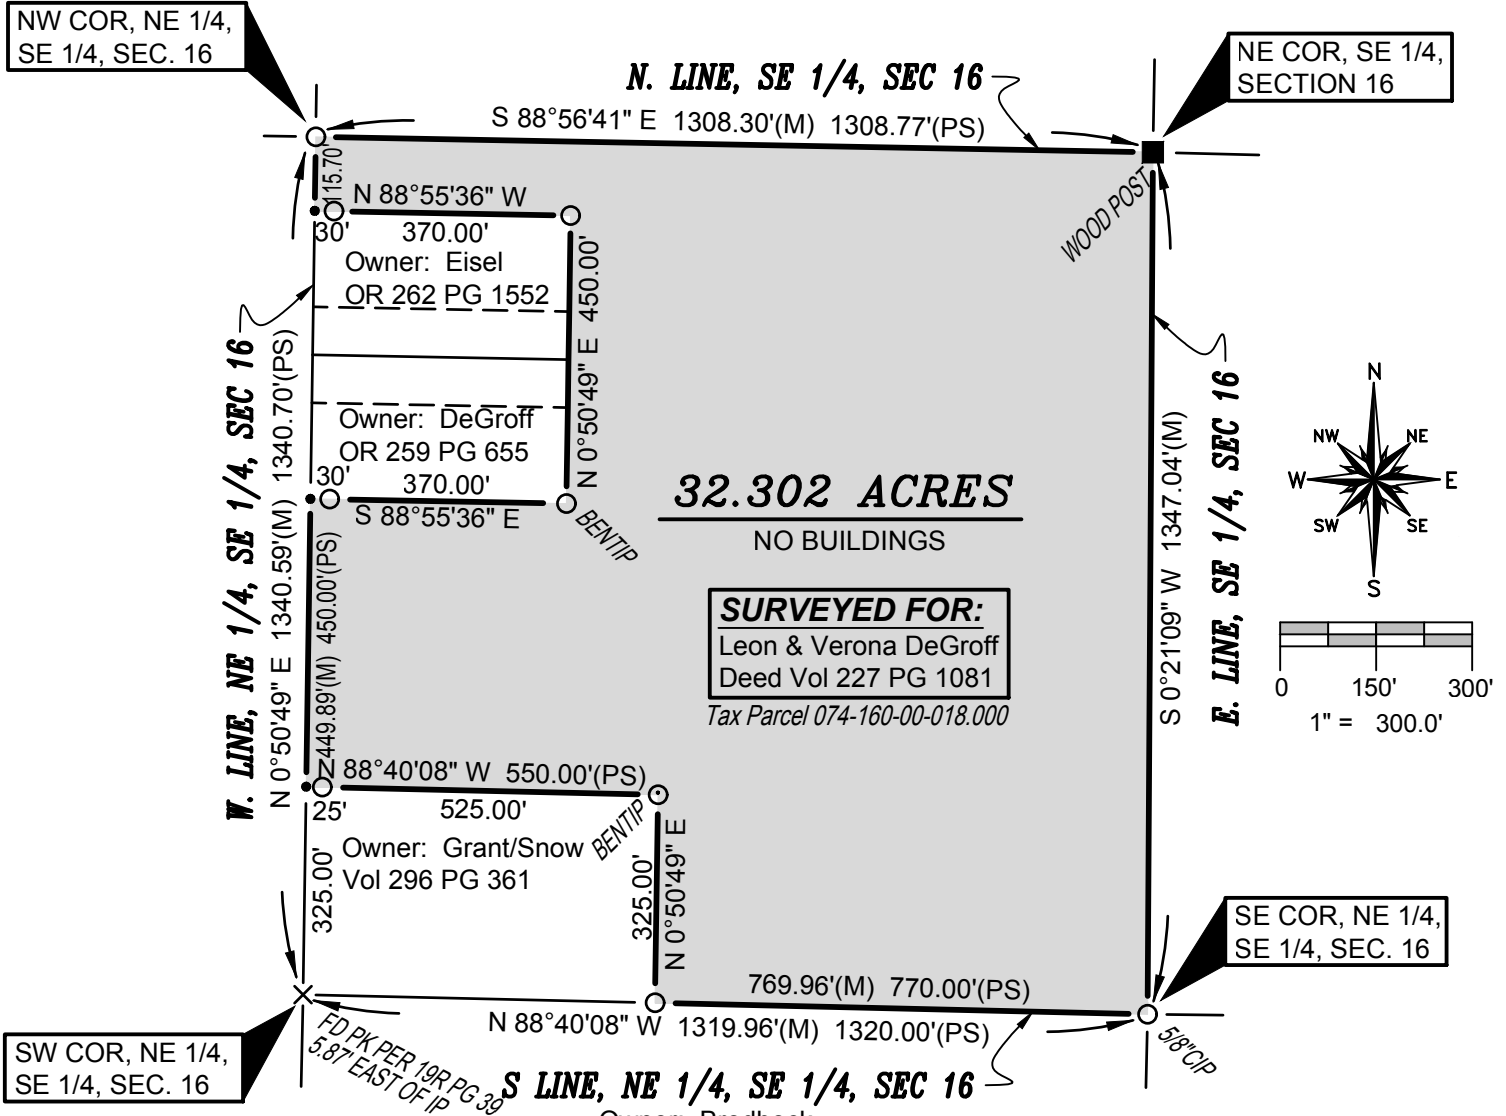 NW COR, NE 1/4,
SE 1/4, SEC. 16
N. LINE, SE 1/4, SEC 16
S 88°56'41" E 1308.30'(M) 1308.77'(PS)
NE COR, SE 1/4,
SECTION 16
WOOD POST
115.70'
N 88°55'36" W
30'
370.00'
Owner: Eisel
OR 262 PG 1552
N 0°50'49" E 450.00'
Owner: DeGroff
OR 259 PG 655
30'
370.00'
S 88°55'36" E
BENTIP
W. LINE, NE 1/4, SE 1/4, SEC 16
N 0°50'49" E 1340.59'(M) 1340.70'(PS)
449.89'(M) 450.00'(PS)
32.302 ACRES
NO BUILDINGS
SURVEYED FOR:
Leon & Verona DeGroff
Deed Vol 227 PG 1081
Tax Parcel 074-160-00-018.000
S 0°21'09" W 1347.04'(M)
E. LINE, SE 1/4, SEC 16
N
NW
NE
W
E
SW
SE
S
0
150'
300'
1" = 300.0'
N 88°40'08" W 550.00'(PS)
25'
525.00'
BENTIP
Owner: Grant/Snow
Vol 296 PG 361
325.00'
325.00'
N 0°50'49" E
769.96'(M) 770.00'(PS)
N 88°40'08" W 1319.96'(M) 1320.00'(PS)
SE COR, NE 1/4,
SE 1/4, SEC. 16
5/8"CIP
SW COR, NE 1/4,
SE 1/4, SEC. 16
FD PK PER 19R PG 39
5.87' EAST OF IP
S LINE, NE 1/4, SE 1/4, SEC 16